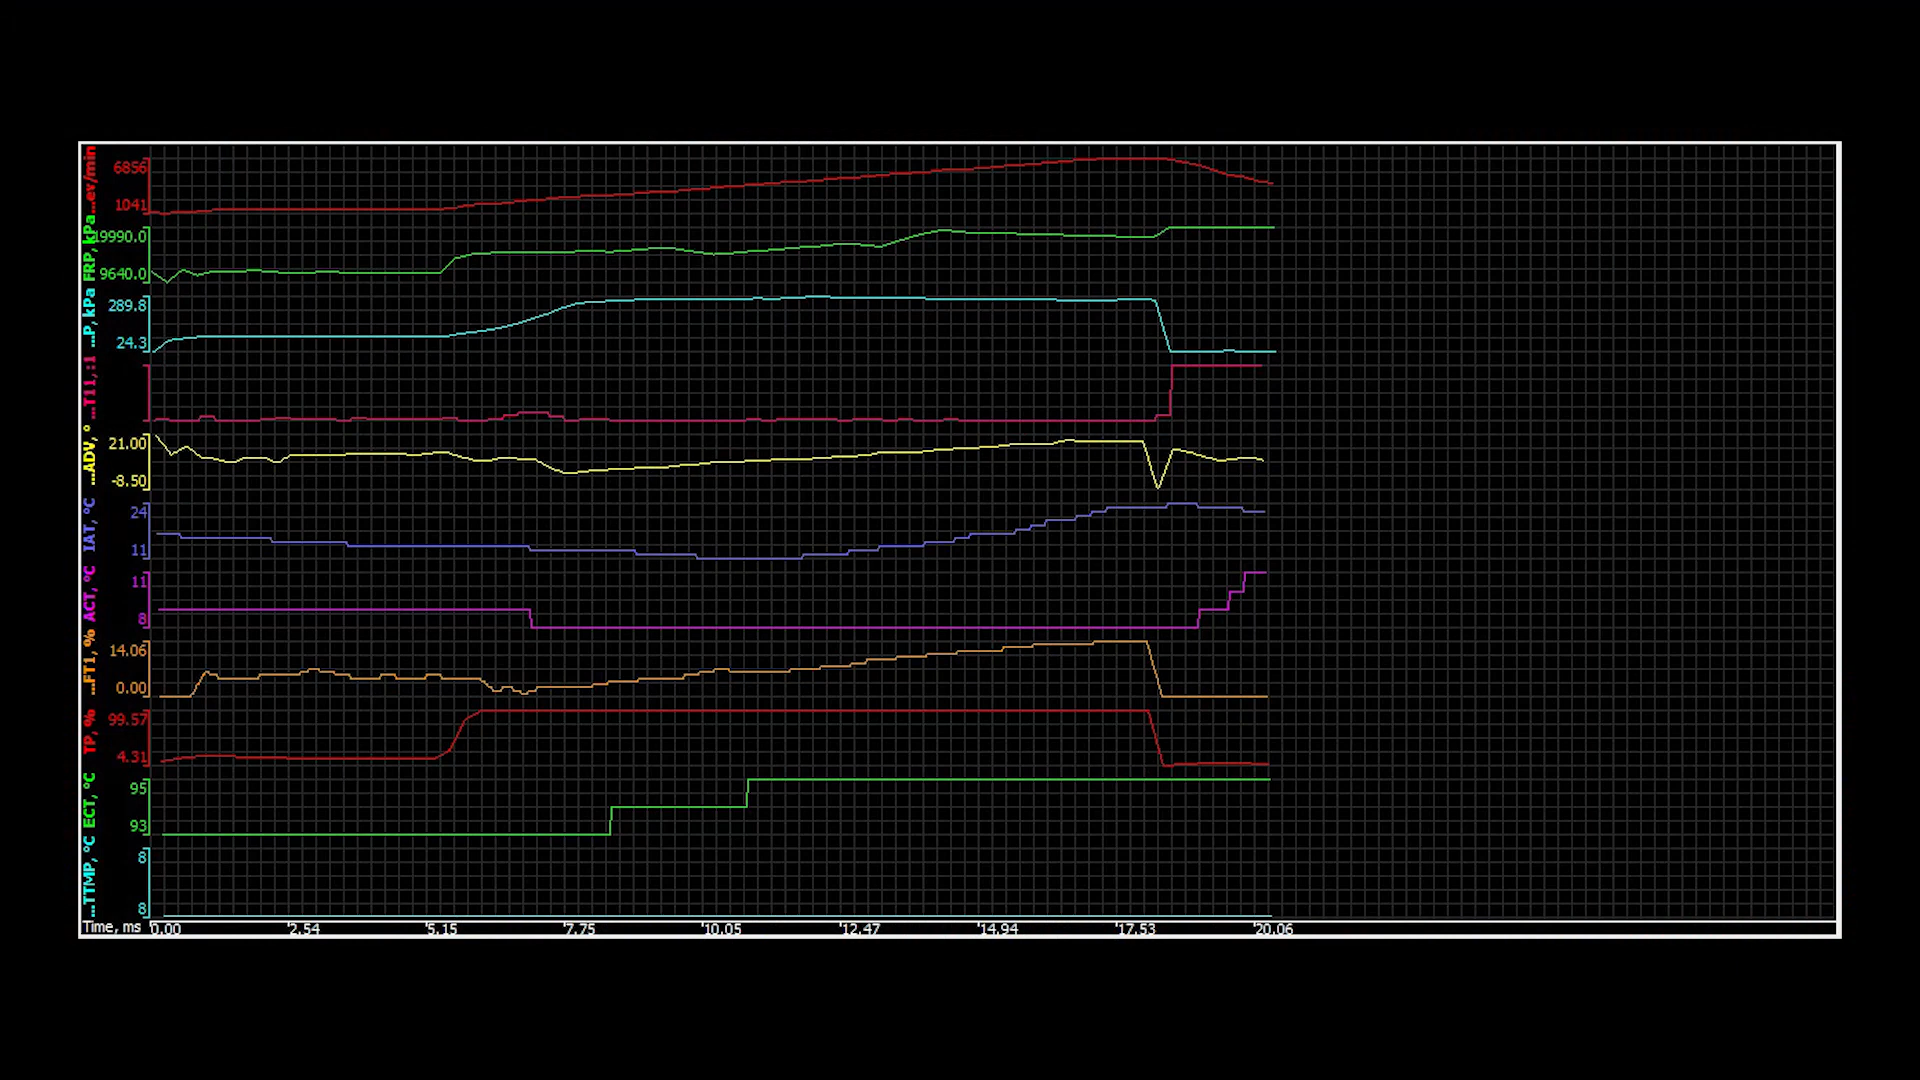 ...ev/min
6856
1041
FRP, kPa
19990.0
9640.0
...P, kPa
289.8
24.3
...T11,:1
...ADV, °
21.00
-8.50
IAT, °C
24
11
ACT, °C
11
8
...FT1, %
14.06
0.00
TP, %
99.57
4.31
ECT, °C
95
93
...TTMP, °C
8
8
Time, ms 0.00 '2.54 '5.15 '7.75 '10.05 '12.47 '14.94 '17.53 '20.06